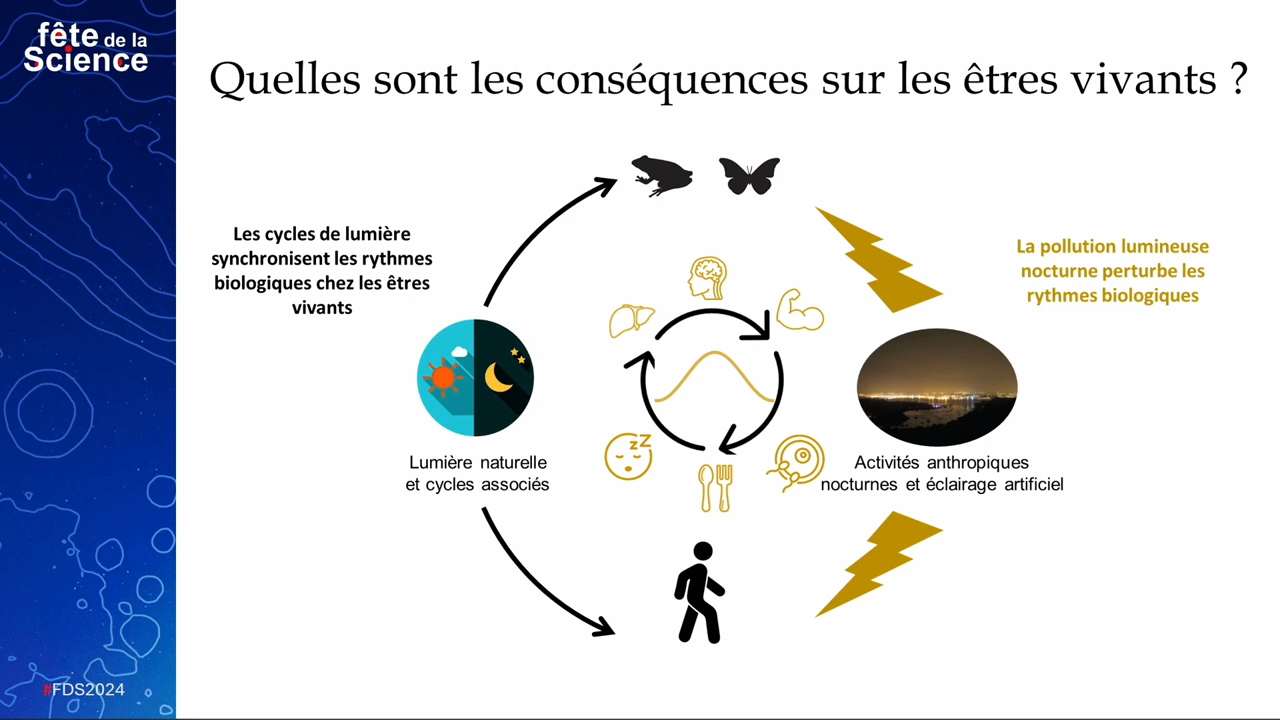 fête de la
Science
Quelles sont les conséquences sur les êtres vivants ?
Les cycles de lumière
synchronisent les rytmes
biologiques chez les êtres
vivants
La pollution lumineuse
nocturne perturbe les
rythmes biologiques
zZ
z
Lumière naturelle
et cycles associés
Activités anthropiques
nocturnes et éclairage artificiel
#FDS2024